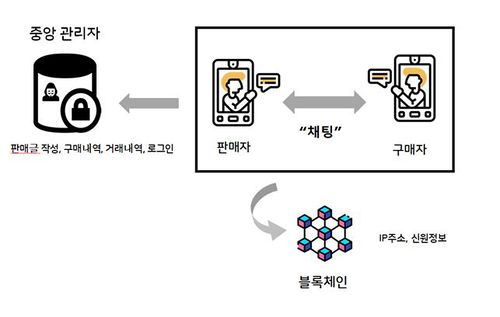 중앙 관리자
판매글 작성, 구매내역, 거래내역, 로그인
“채팅”
판매자
구매자
IP주소, 신원정보
블록체인